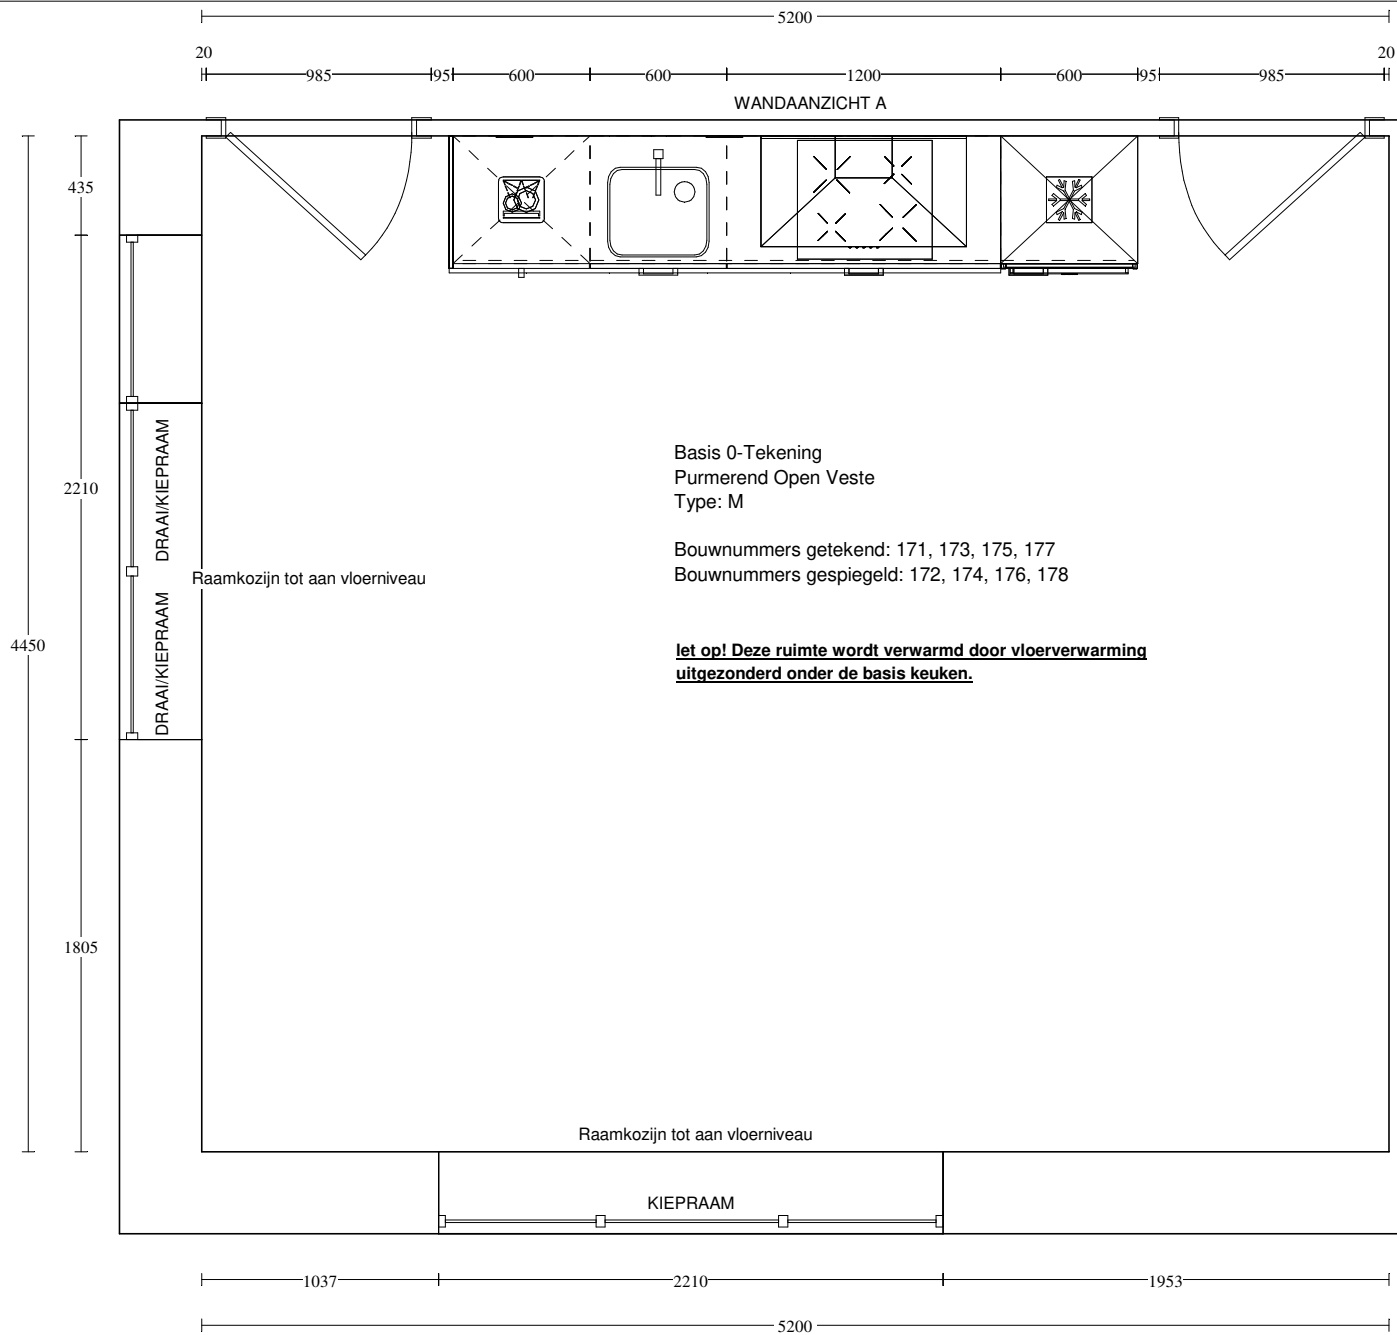 5200
20
20
985
95
600
600
1200
600
95
985
WANDAANZICHT A
435
2210
4450
1805
DRAAI/KIEPRAAM
DRAAI/KIEPRAAM
Raamkozijn tot aan vloerniveau
Basis 0-Tekening
Purmerend Open Veste
Type: M
Bouwnummers getekend: 171, 173, 175, 177
Bouwnummers gespiegeld: 172, 174, 176, 178
let op! Deze ruimte wordt verwarmd door vloerverwarming
uitgezonderd onder de basis keuken.
Raamkozijn tot aan vloerniveau
KIEPRAAM
1037
2210
1953
5200